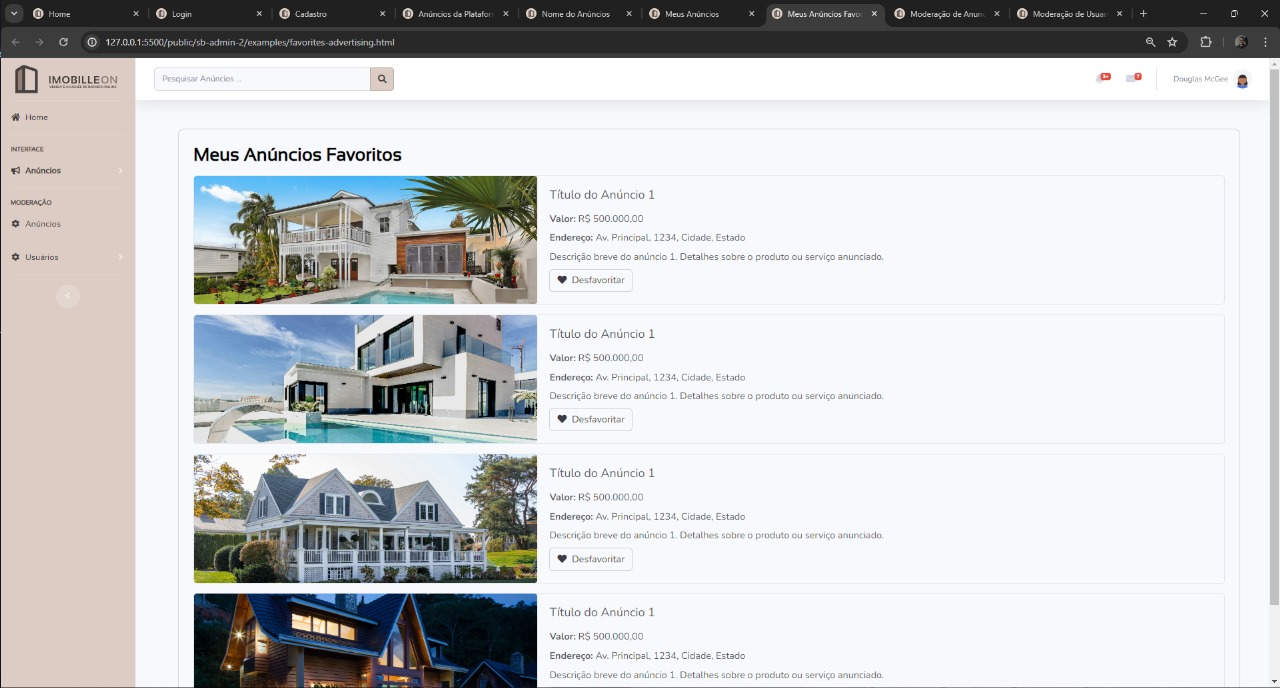 Home
Login
Cadastro
Anúncios da Platafor
Nome do Anúncios
Meus Anúncios
Meus Anúncios Favor
Moderação de Anun
Moderação de Usua
127.0.0.1:5500/public/sb-admin-2/examples/favorites-advertising.html
IMOBILLEON
Pesquisar Anúncios ...
Douglas McGee
Home
INTERFACE
Anúncios
MODERAÇÃO
Anúncios
Usuários
Meus Anúncios Favoritos
Título do Anúncio 1
Valor: R$ 500.000,00
Endereço: Av. Principal, 1234, Cidade, Estado
Descrição breve do anúncio 1. Detalhes sobre o produto ou serviço anunciado.
Desfavoritar
Título do Anúncio 1
Valor: R$ 500.000,00
Endereço: Av. Principal, 1234, Cidade, Estado
Descrição breve do anúncio 1. Detalhes sobre o produto ou serviço anunciado.
Desfavoritar
Título do Anúncio 1
Valor: R$ 500.000,00
Endereço: Av. Principal, 1234, Cidade, Estado
Descrição breve do anúncio 1. Detalhes sobre o produto ou serviço anunciado.
Desfavoritar
Título do Anúncio 1
Valor: R$ 500.000,00
Endereço: Av. Principal, 1234, Cidade, Estado
Descrição breve do anúncio 1. Detalhes sobre o produto ou serviço anunciado.